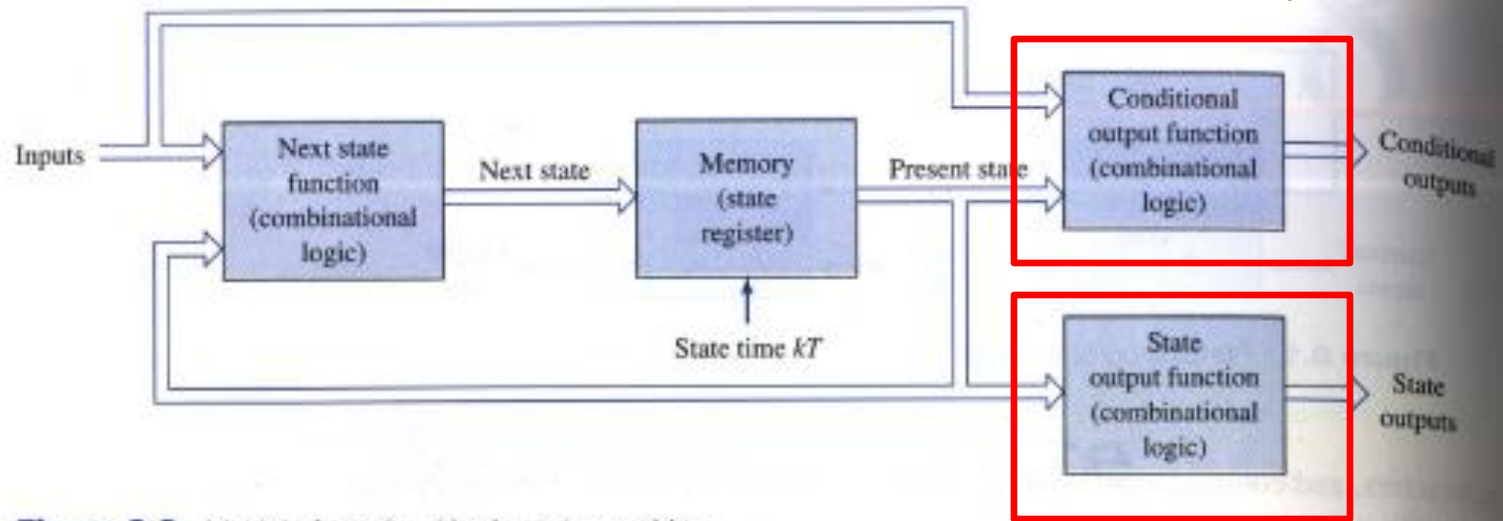 Inputs
Next state
function
(combinational
logic)
Next state
Memory
(state
register)
State time kT
Present state
Conditional
output function
(combinational
logic)
Conditional
outputs
State
output function
(combinational
logic)
State
outputs